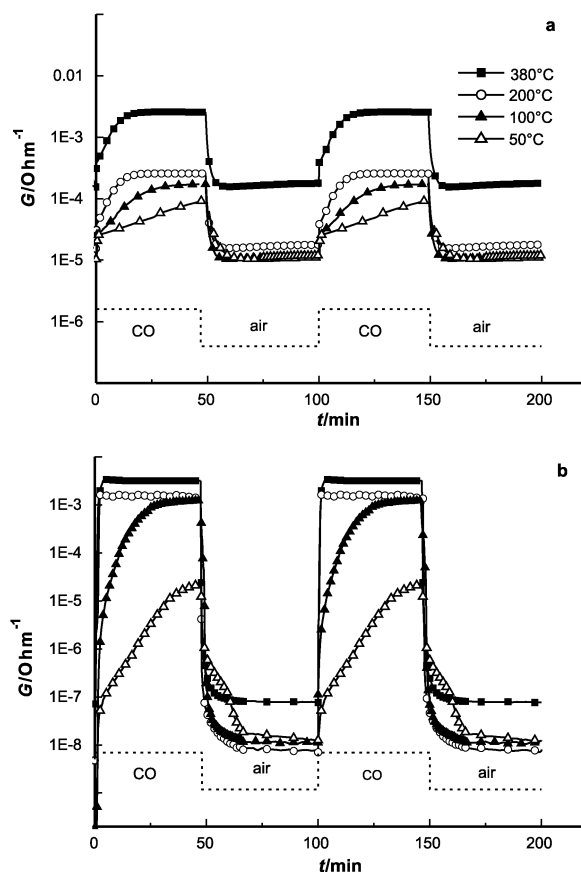 a
0.01
1E-3
1E-4
1E-5
1E-6
G/Ohm⁻¹
380°C
200°C
100°C
50°C
CO
air
CO
air
0
50
100
150
200
t/min
b
1E-3
1E-4
1E-5
1E-6
1E-7
1E-8
G/Ohm⁻¹
CO
air
CO
air
0
50
100
150
200
t/min